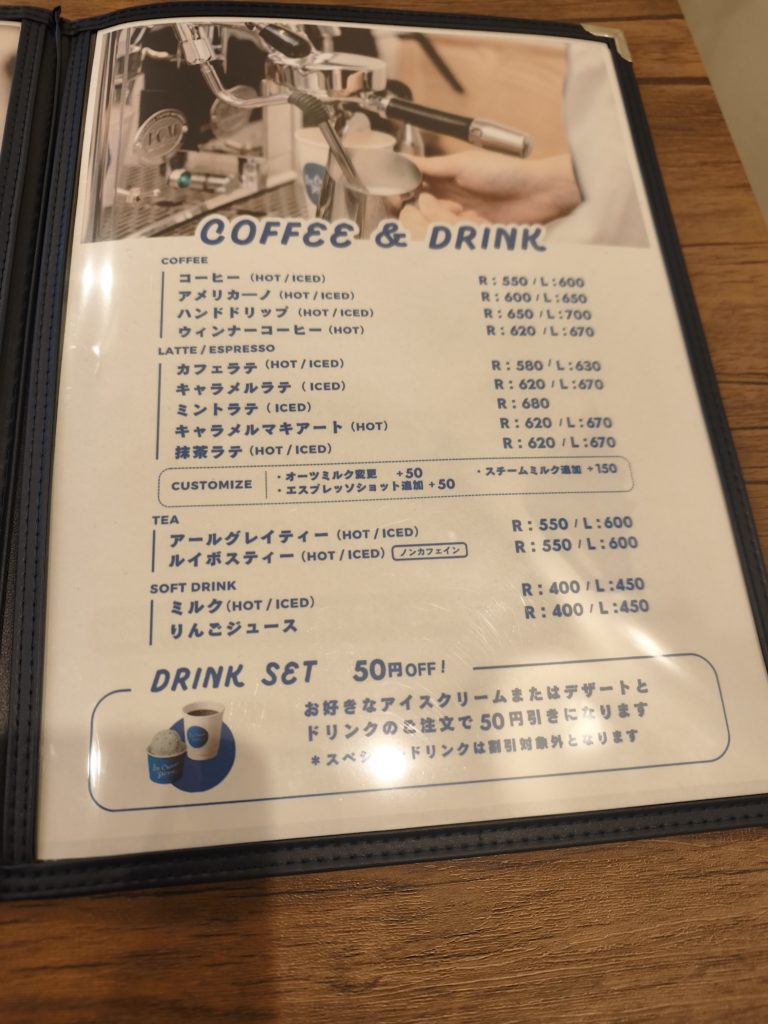 COFFEE & DRINK
COFFEE
コーヒー (HOT / ICED) R : 550 / L : 600
アメリカーノ (HOT / ICED) R : 600 / L : 650
ハンドドリップ (HOT / ICED) R : 650 / L : 700
ウィンナーコーヒー (HOT) R : 620 / L : 670
LATTE / ESPRESSO
カフェラテ (HOT / ICED) R : 580 / L : 630
キャラメルラテ ( ICED) R : 620 / L : 670
ミントラテ ( ICED) R : 680
キャラメルマキアート (HOT) R : 620 / L : 670
抹茶ラテ (HOT / ICED) R : 620 / L : 670
CUSTOMIZE ・オーツミルク変更 +50 ・スチームミルク追加 +150
・エスプレッソショット追加 +50
TEA
アールグレイティー (HOT / ICED) R : 550 / L : 600
ルイボスティー (HOT / ICED) ノンカフェイン R : 550 / L : 600
SOFT DRINK
ミルク (HOT / ICED) R : 400 / L : 450
りんごジュース R : 400 / L : 450
DRINK SET 50円OFF!
お好きなアイスクリームまたはデザートと
ドリンクのご注文で50円引きになります
*スペシャルドリンクは割引対象外となります